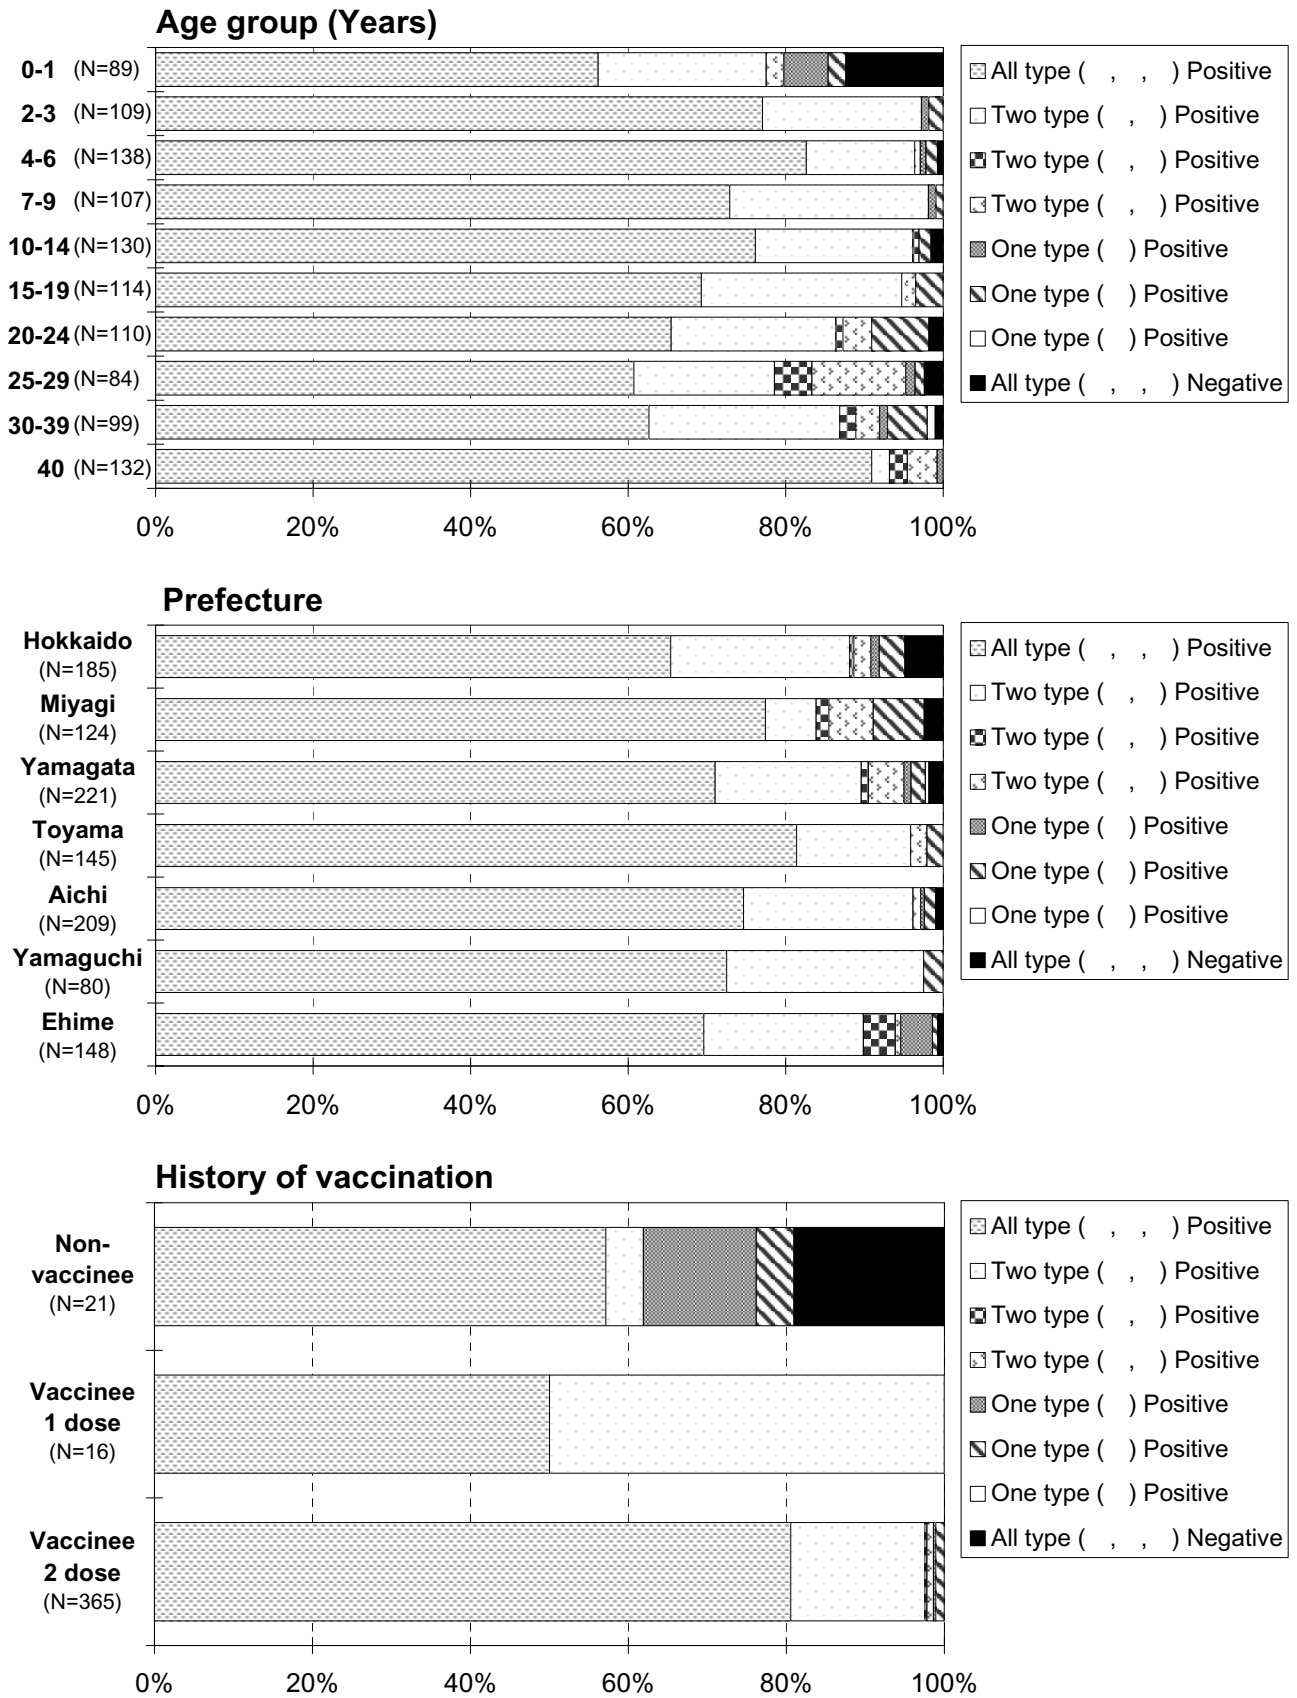 Age group (Years)
0-1 (N=89)
2-3 (N=109)
4-6 (N=138)
7-9 (N=107)
10-14 (N=130)
15-19 (N=114)
20-24 (N=110)
25-29 (N=84)
30-39 (N=99)
40 (N=132)
0% 20% 40% 60% 80% 100%
All type ( , , ) Positive
Two type ( , ) Positive
Two type ( , ) Positive
Two type ( , ) Positive
One type ( ) Positive
One type ( ) Positive
One type ( ) Positive
All type ( , , ) Negative
Prefecture
Hokkaido
(N=185)
Miyagi
(N=124)
Yamagata
(N=221)
Toyama
(N=145)
Aichi
(N=209)
Yamaguchi
(N=80)
Ehime
(N=148)
0% 20% 40% 60% 80% 100%
All type ( , , ) Positive
Two type ( , ) Positive
Two type ( , ) Positive
Two type ( , ) Positive
One type ( ) Positive
One type ( ) Positive
One type ( ) Positive
All type ( , , ) Negative
History of vaccination
Non-
vaccinee
(N=21)
Vaccinee
1 dose
(N=16)
Vaccinee
2 dose
(N=365)
0% 20% 40% 60% 80% 100%
All type ( , , ) Positive
Two type ( , ) Positive
Two type ( , ) Positive
Two type ( , ) Positive
One type ( ) Positive
One type ( ) Positive
One type ( ) Positive
All type ( , , ) Negative